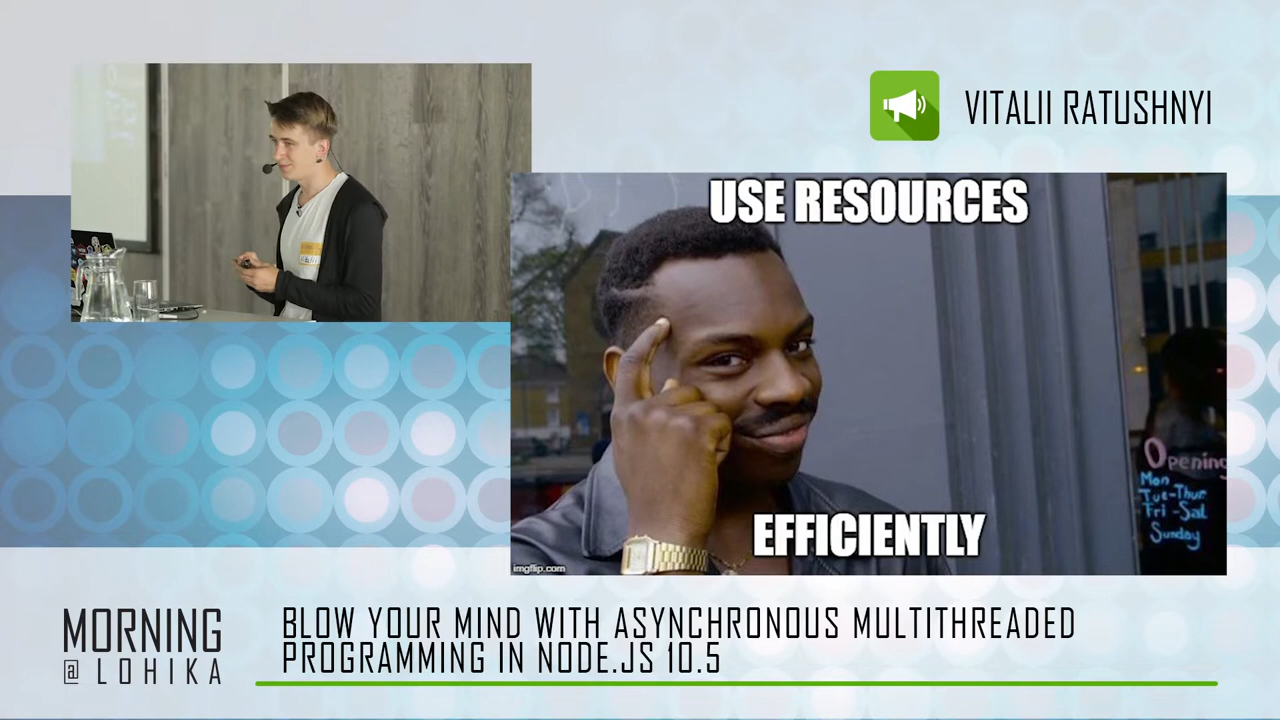 VITALII RATUSHNYI
USE RESOURCES
EFFICIENTLY
imgflip.com
Opening
Mon
Tue-Thur
Fri -Sal
Sunday
MORNING
@ LOHIKA
BLOW YOUR MIND WITH ASYNCHRONOUS MULTITHREADED
PROGRAMMING IN NODE.JS 10.5